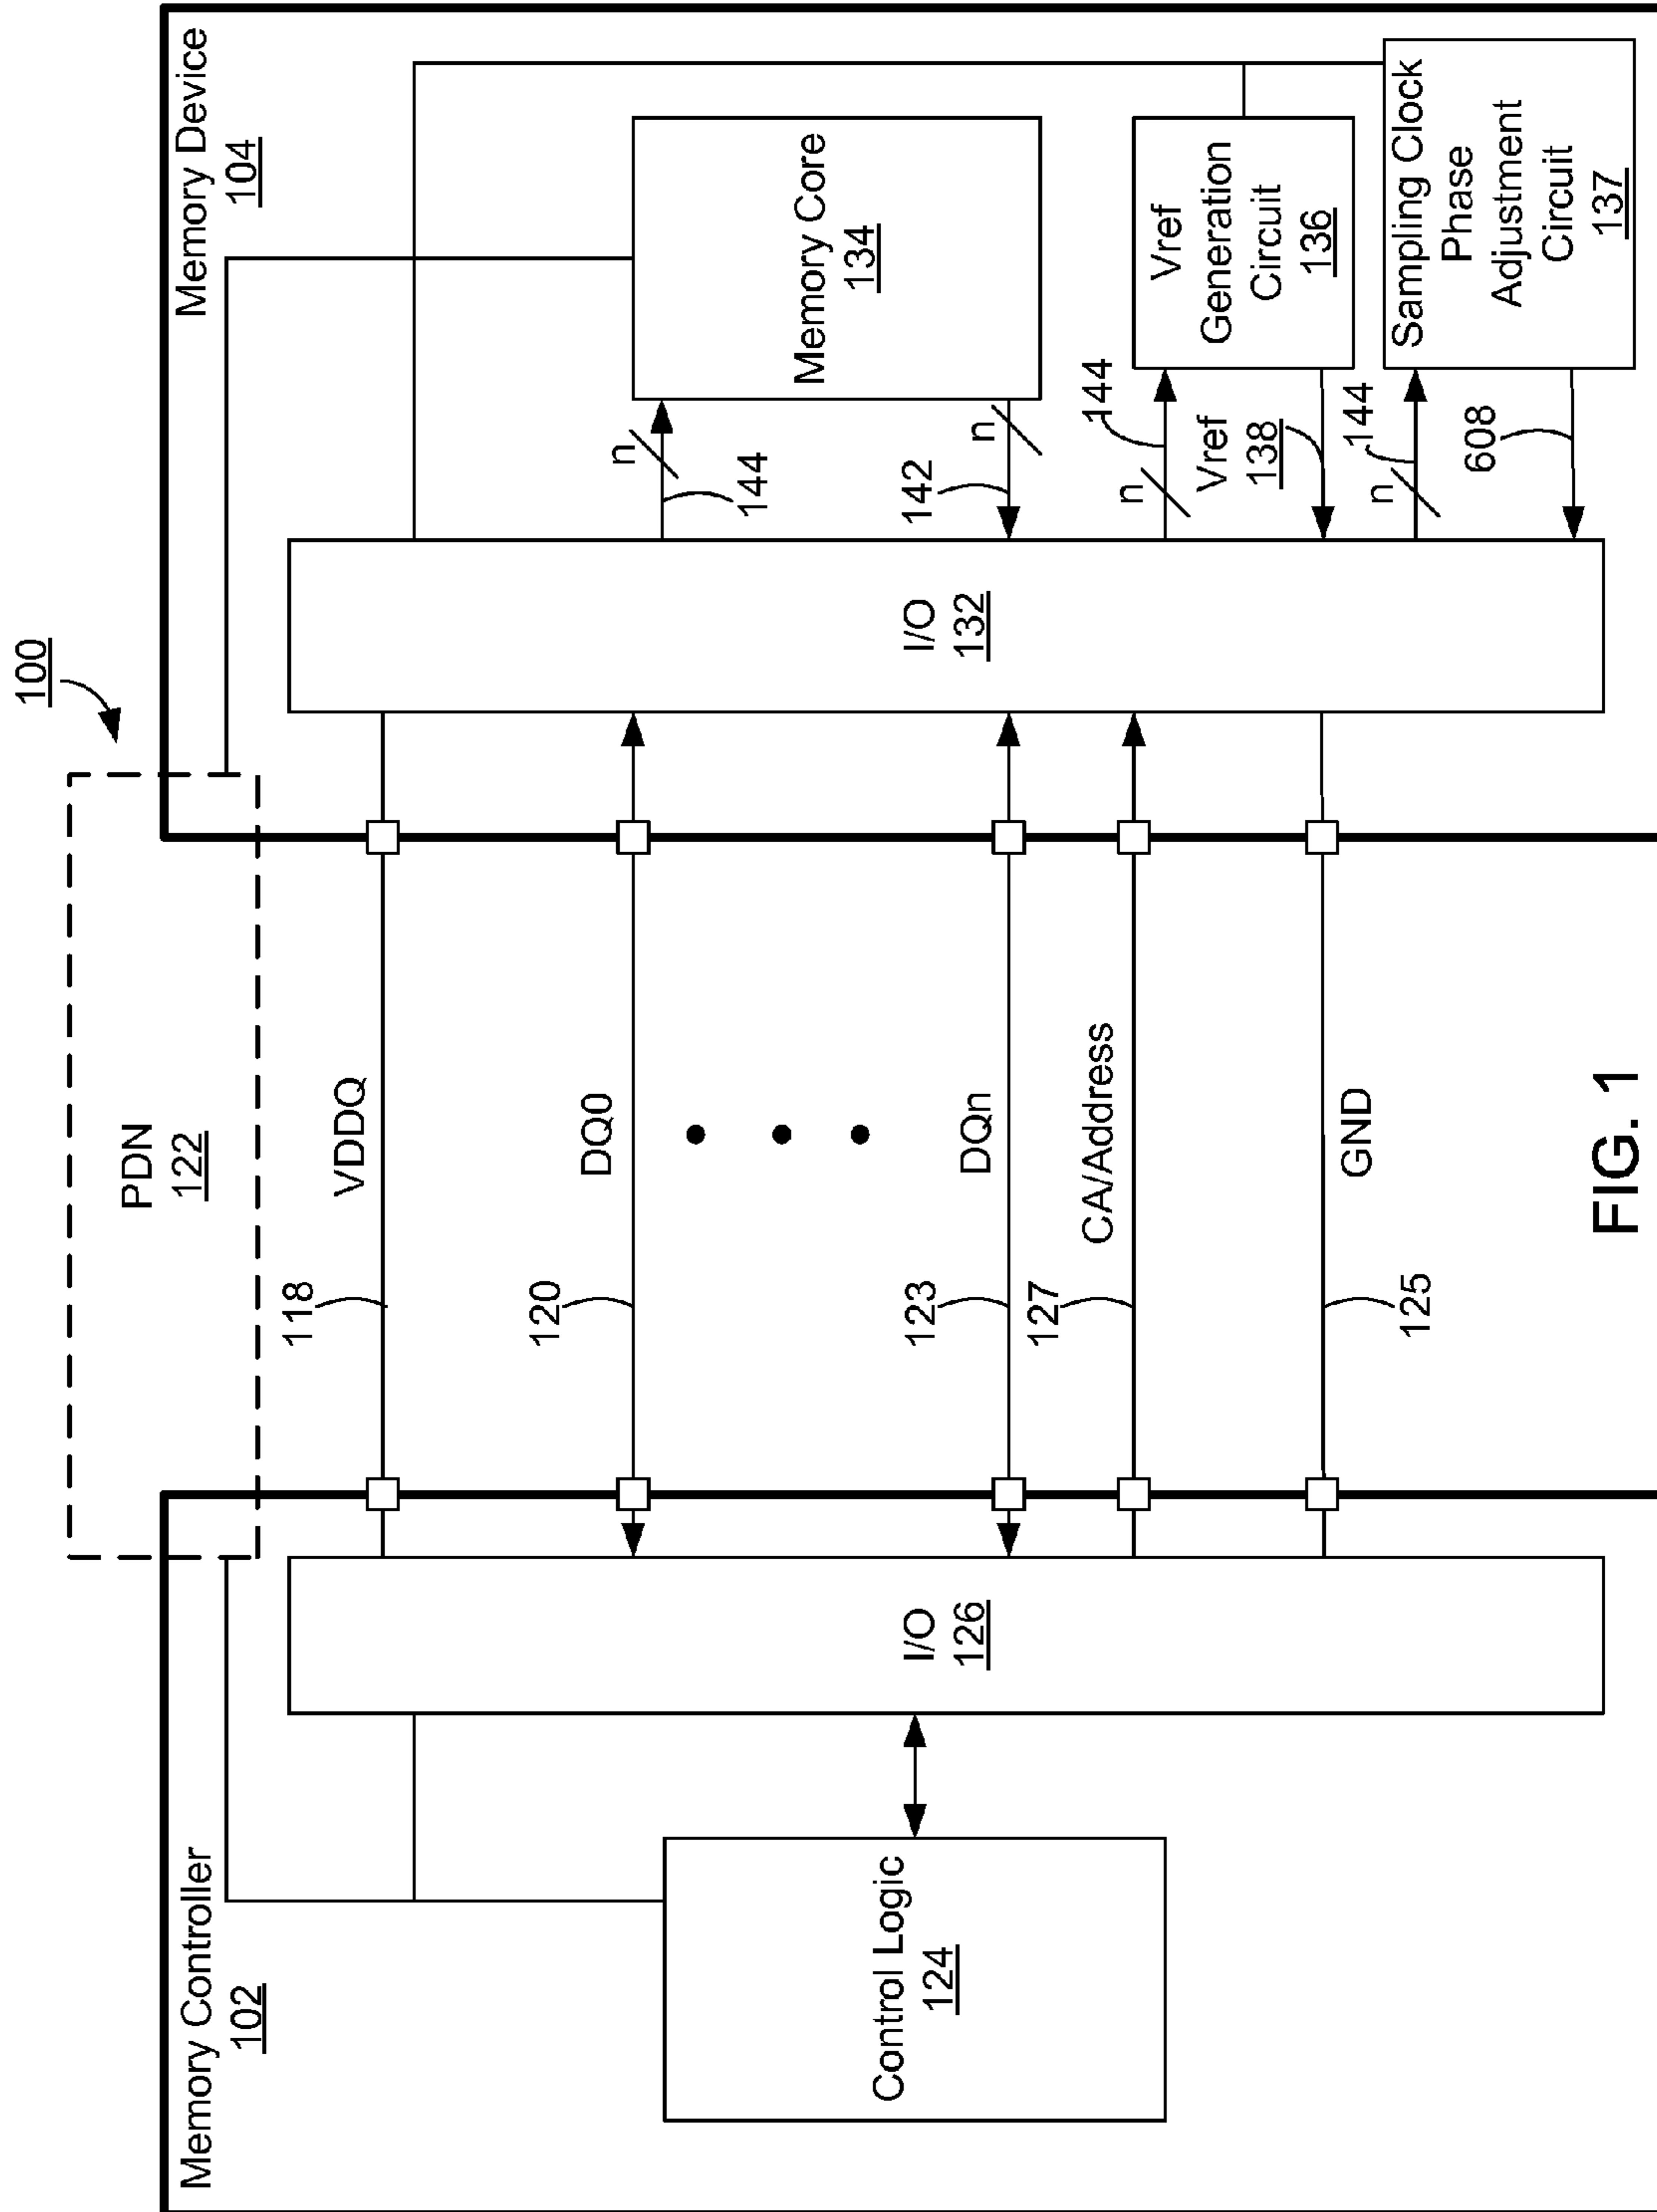 100
PDN
122
Memory Controller
102
Memory Device
104
118
VDDQ
120
DQ0
123
DQn
127
CA/Address
125
GND
Control Logic
124
I/O
126
I/O
132
n
144
Memory Core
134
142
n
n
144
Vref
Generation
Circuit
136
Vref
138
n
144
Sampling Clock
Phase
Adjustment
Circuit
137
608
FIG. 1